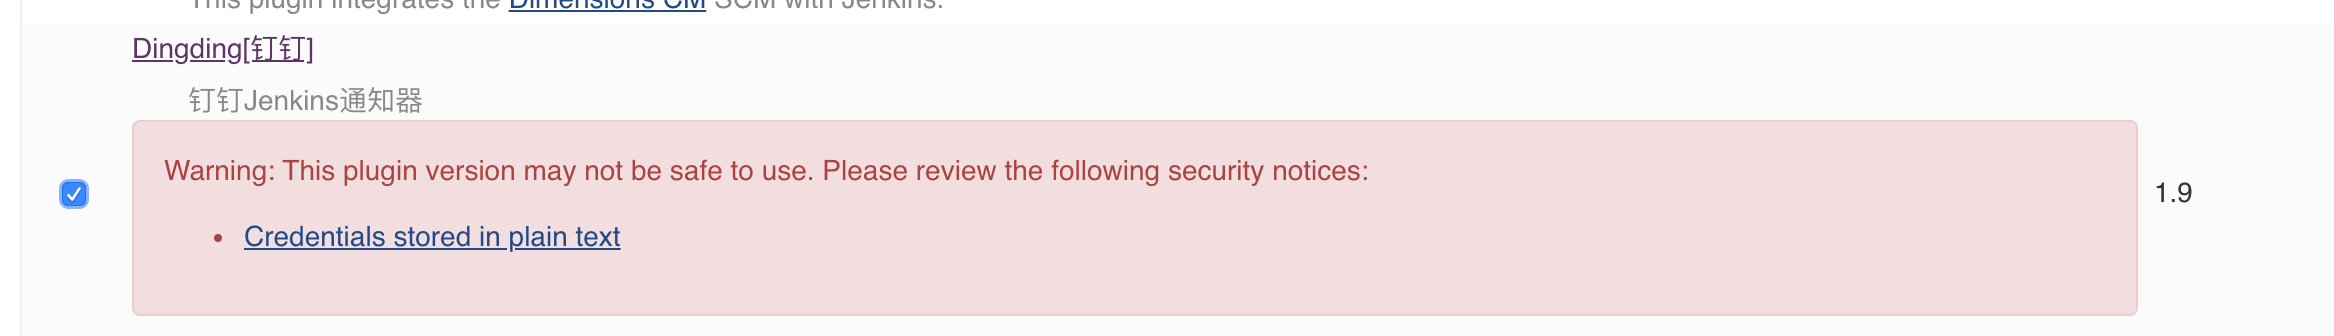 This plugin integrates the Dimensions CM SCM with Jenkins.
Dingding[钉钉]
钉钉Jenkins通知器
Warning: This plugin version may not be safe to use. Please review the following security notices:
• Credentials stored in plain text
1.9